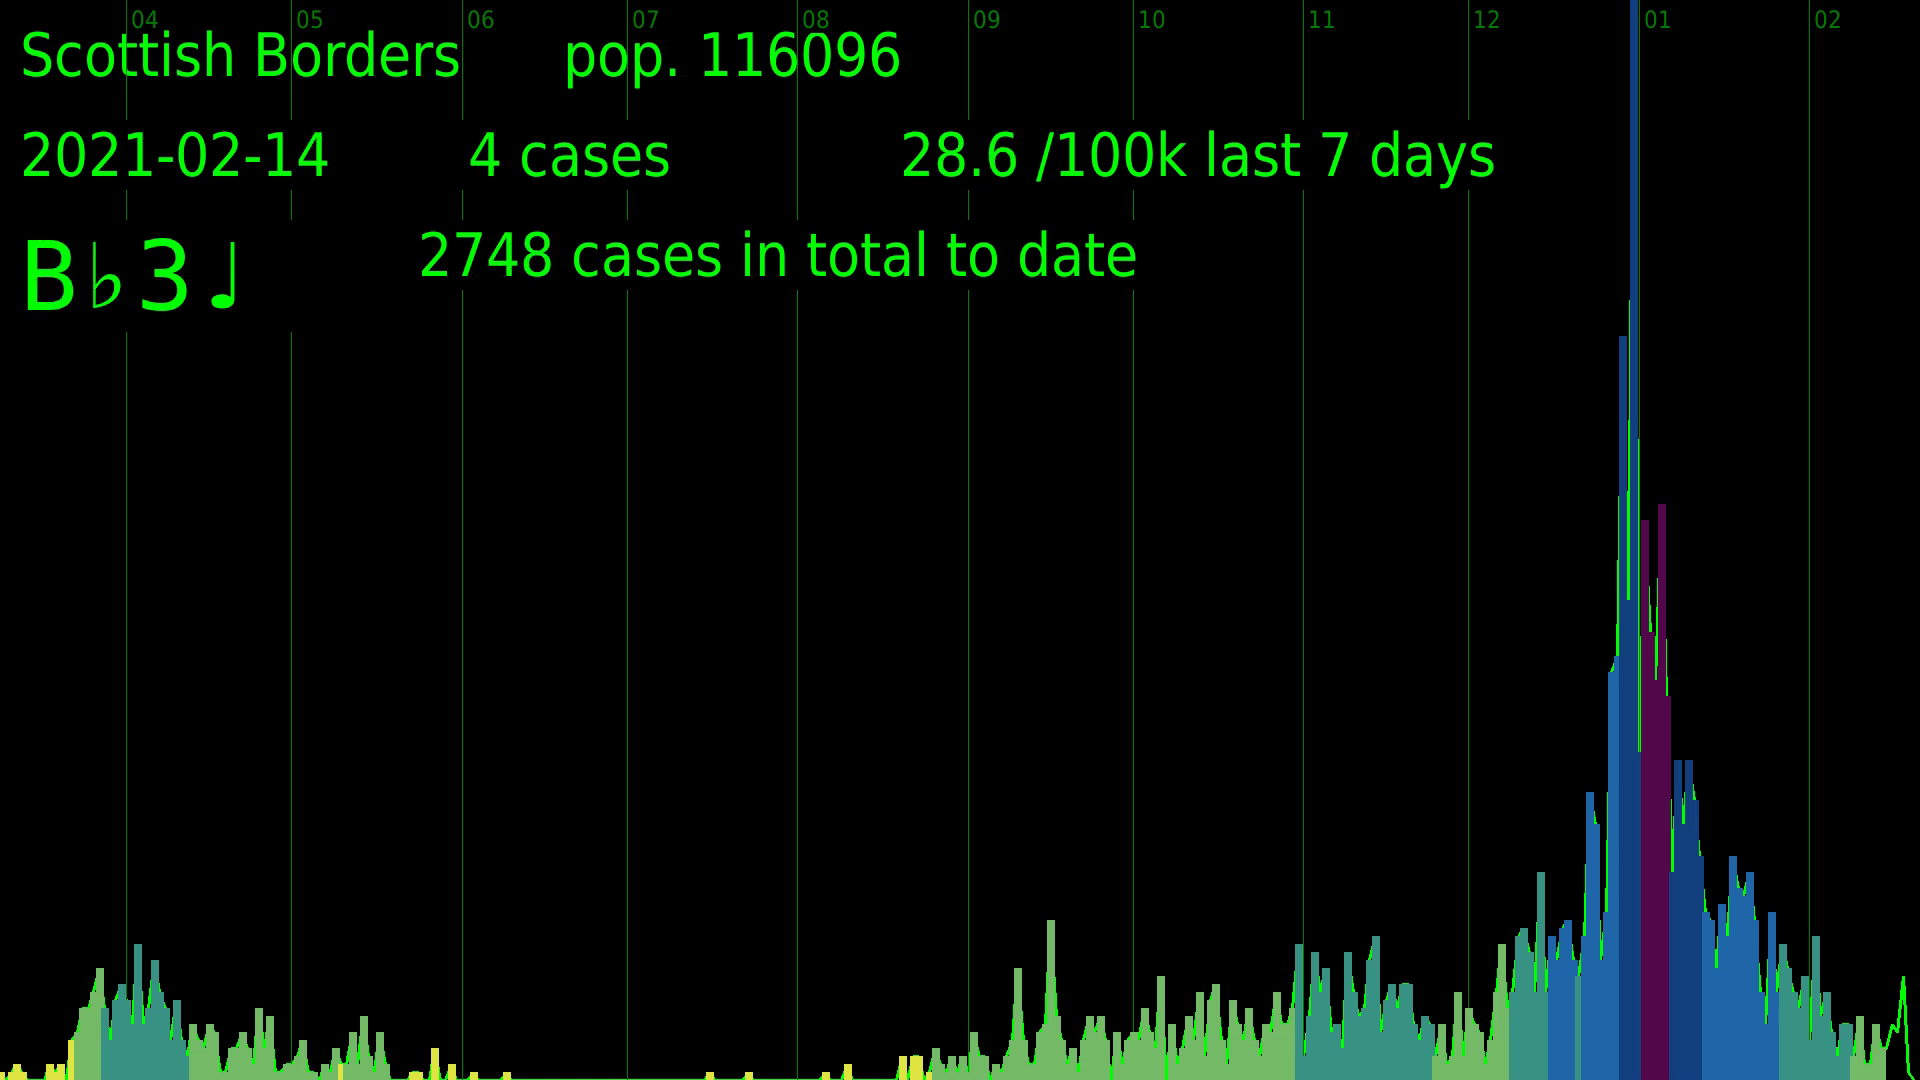 04 05 06 07 08 09 10 11 12 01 02
Scottish Borders pop. 116096
2021-02-14 4 cases 28.6 /100k last 7 days
B♭3♩ 2748 cases in total to date